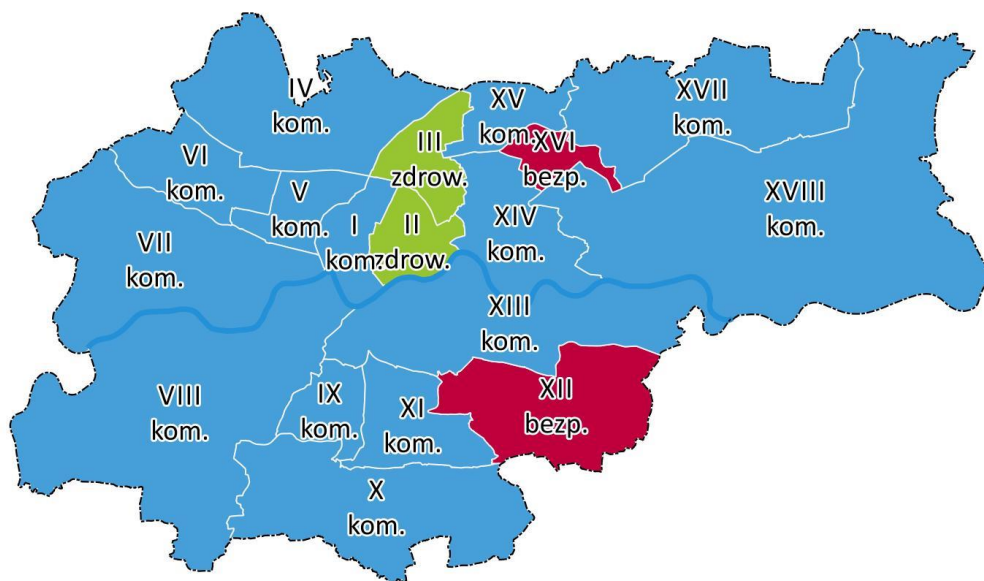 IV
kom.
XV
kom.
XVII
kom.
III
zdrow.
XVI
bezp.
VI
kom.
V
kom.
I
kom.
II
zdrow.
XIV
kom.
XVIII
kom.
VII
kom.
XIII
kom.
VIII
kom.
IX
kom.
XI
kom.
XII
bezp.
X
kom.